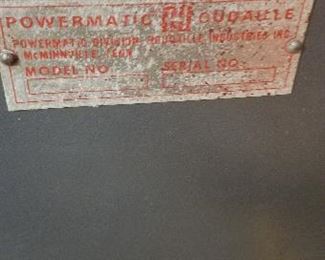 POWERMATIC HOUDAILLE
POWERMATIC DIVISION, HOUDAILLE INDUSTRIES INC.
MCMINNVILLE, TENN.
MODEL NO. SERIAL NO.